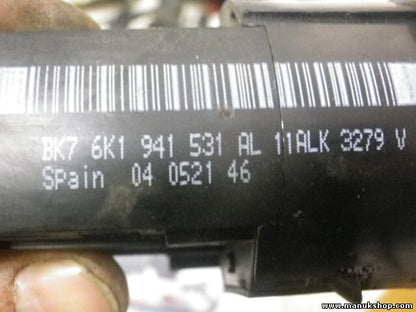 BK7 6K1 941 531 AL 11ALK 3279 V
SPain 04 0521 46
www.manukshop.com